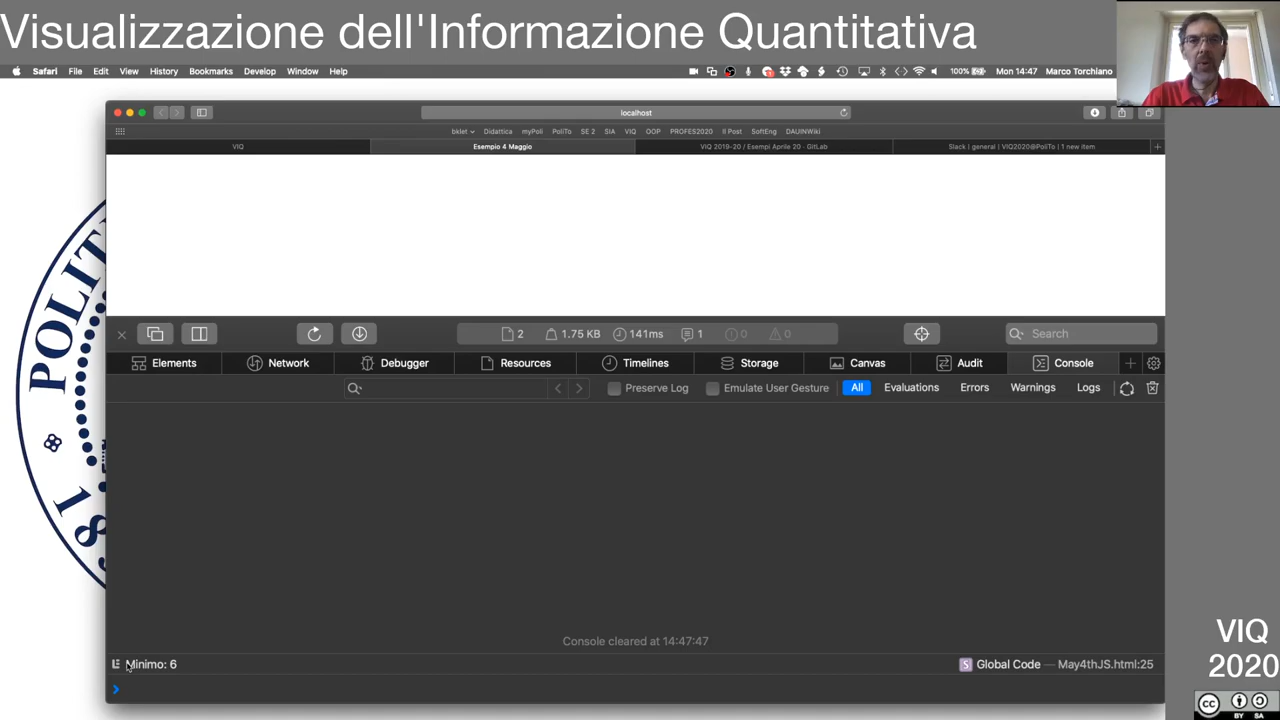 Visualizzazione dell'Informazione Quantitativa
Safari File Edit View History Bookmarks Develop Window Help 100% Mon 14:47 Marco Torchiano
localhost
bklet Didattica myPoli PoliTo SE 2 SIA VIQ OOP PROFES2020 Il Post SoftEng DAUINWiki
VIQ Esempio 4 Maggio VIQ 2019-20 / Esempi Aprile 20 · GitLab Slack | general | VIQ2020@PoliTo | 1 new item
POLIT
2 1.75 KB 141ms 1 0 0 Search
Elements Network Debugger Resources Timelines Storage Canvas Audit Console
Preserve Log Emulate User Gesture All Evaluations Errors Warnings Logs
Console cleared at 14:47:47
Minimo: 6 S Global Code — May4thJS.html:25
VIQ
2020
CC BY SA